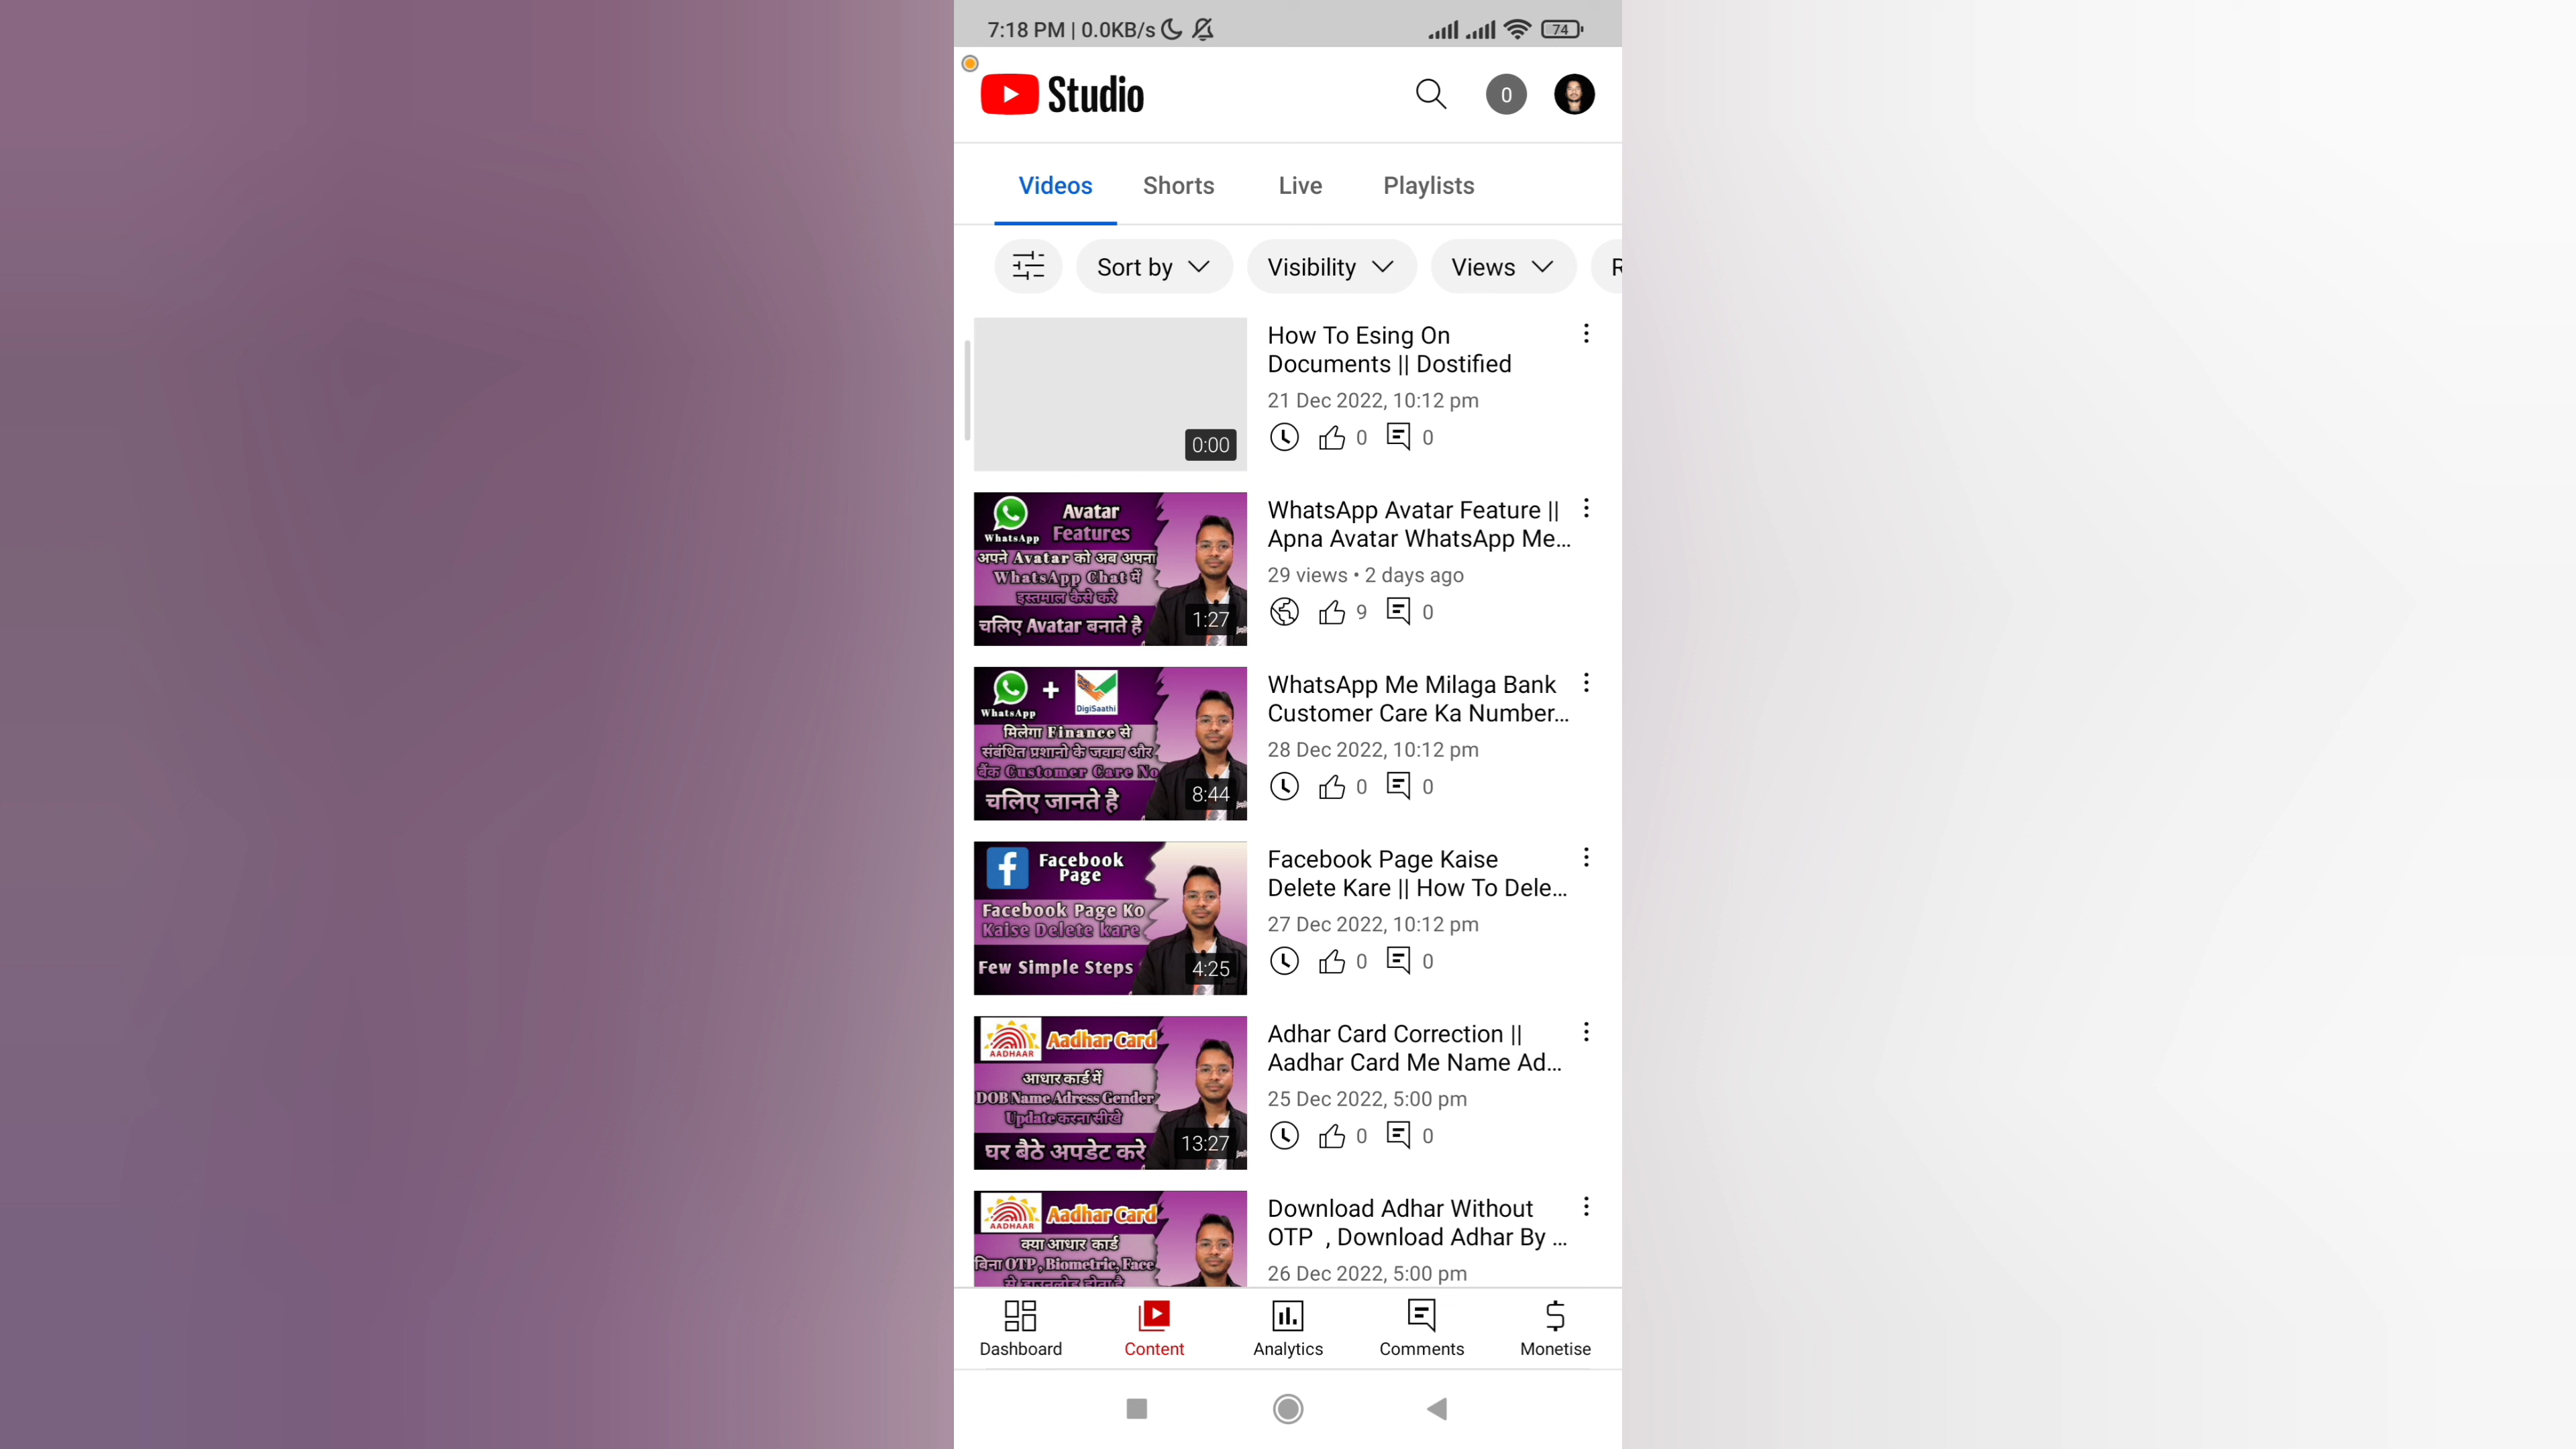 7:18 PM | 0.0KB/s
74
Studio
0
Videos
Shorts
Live
Playlists
Sort by
Visibility
Views
0:00
How To Esing On
Documents || Dostified
21 Dec 2022, 10:12 pm
0
0
WhatsApp
Avatar
Features
अपने Avatar को अब अपना
WhatsApp Chat में
इस्तमाल कैसे करे
चलिए Avatar बनाते है
1:27
WhatsApp Avatar Feature ||
Apna Avatar WhatsApp Me...
29 views • 2 days ago
9
0
WhatsApp
+
DigiSaathi
मिलेगा Finance से
संबंधित प्रशानो के जवाब और
बैंक Customer Care No
चलिए जानते है
8:44
WhatsApp Me Milaga Bank
Customer Care Ka Number...
28 Dec 2022, 10:12 pm
0
0
Facebook
Page
Facebook Page Ko
Kaise Delete kare
Few Simple Steps
4:25
Facebook Page Kaise
Delete Kare || How To Dele...
27 Dec 2022, 10:12 pm
0
0
AADHAAR
Aadhar Card
आधार कार्ड में
DOB Name Adress Gender
Update करना सीखे
घर बैठे अपडेट करे
13:27
Adhar Card Correction ||
Aadhar Card Me Name Ad...
25 Dec 2022, 5:00 pm
0
0
AADHAAR
Aadhar Card
क्या आधार कार्ड
बिना OTP, Biometric, Face
से डाउनलोड होता है
Download Adhar Without
OTP , Download Adhar By ...
26 Dec 2022, 5:00 pm
Dashboard
Content
Analytics
Comments
Monetise